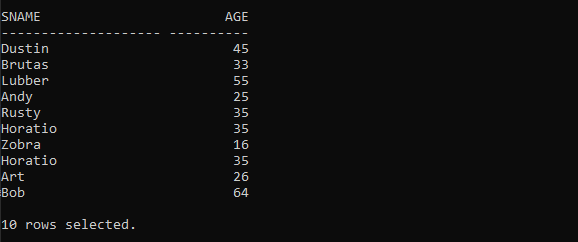 SNAME                       AGE
-------------------- ----------
Dustin                       45
Brutas                       33
Lubber                       55
Andy                         25
Rusty                        35
Horatio                      35
Zobra                        16
Horatio                      35
Art                          26
Bob                          64

10 rows selected.